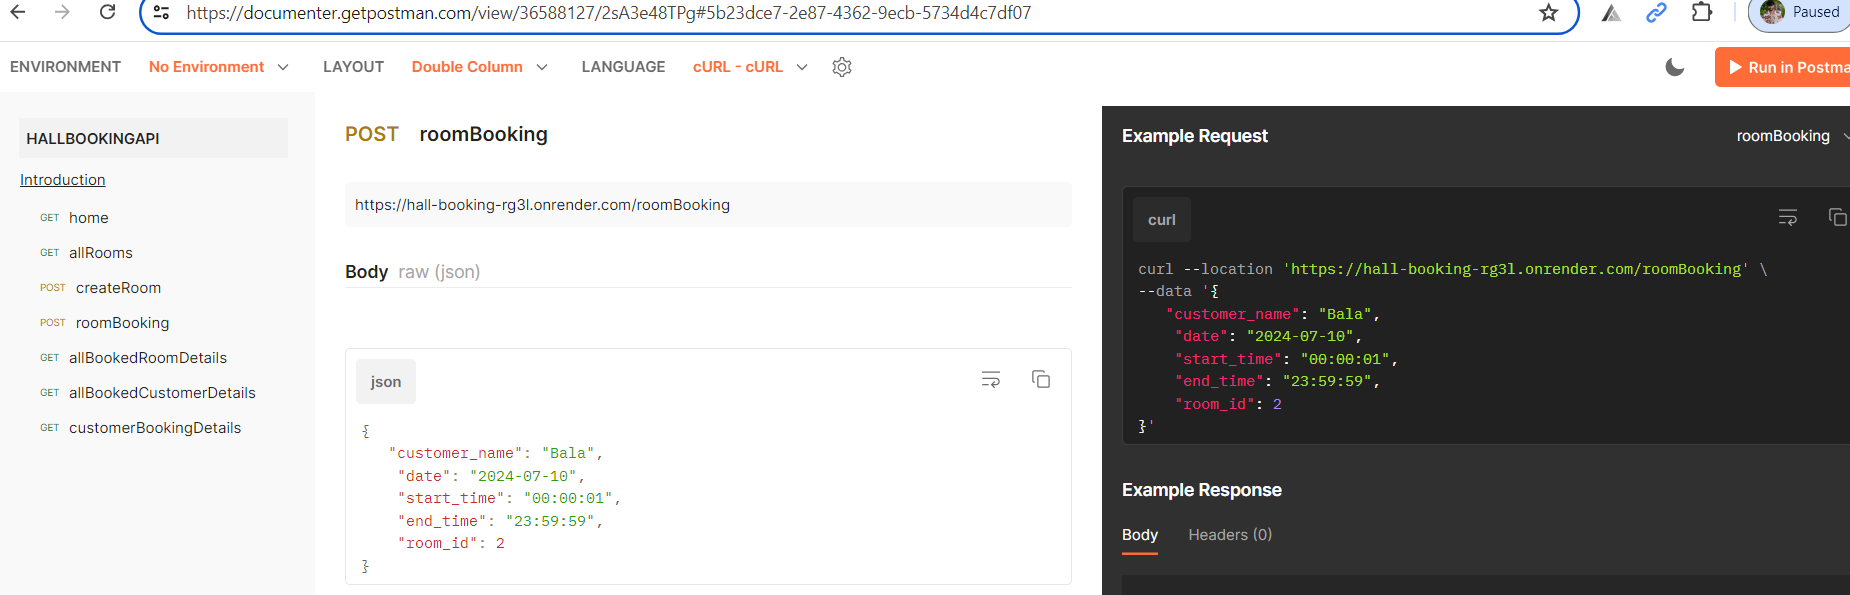 https://documenter.getpostman.com/view/36588127/2sA3e48TPg#5b23dce7-2e87-4362-9ecb-5734d4c7df07
Paused
ENVIRONMENT No Environment LAYOUT Double Column LANGUAGE cURL - cURL
Run in Postma
HALLBOOKINGAPI
Introduction
GET home
GET allRooms
POST createRoom
POST roomBooking
GET allBookedRoomDetails
GET allBookedCustomerDetails
GET customerBookingDetails
POST roomBooking
https://hall-booking-rg3l.onrender.com/roomBooking
Body raw (json)
json
{
"customer_name": "Bala",
"date": "2024-07-10",
"start_time": "00:00:01",
"end_time": "23:59:59",
"room_id": 2
}
Example Request
roomBooking
curl
curl --location 'https://hall-booking-rg3l.onrender.com/roomBooking' \
--data '{
"customer_name": "Bala",
"date": "2024-07-10",
"start_time": "00:00:01",
"end_time": "23:59:59",
"room_id": 2
}'
Example Response
Body Headers (0)